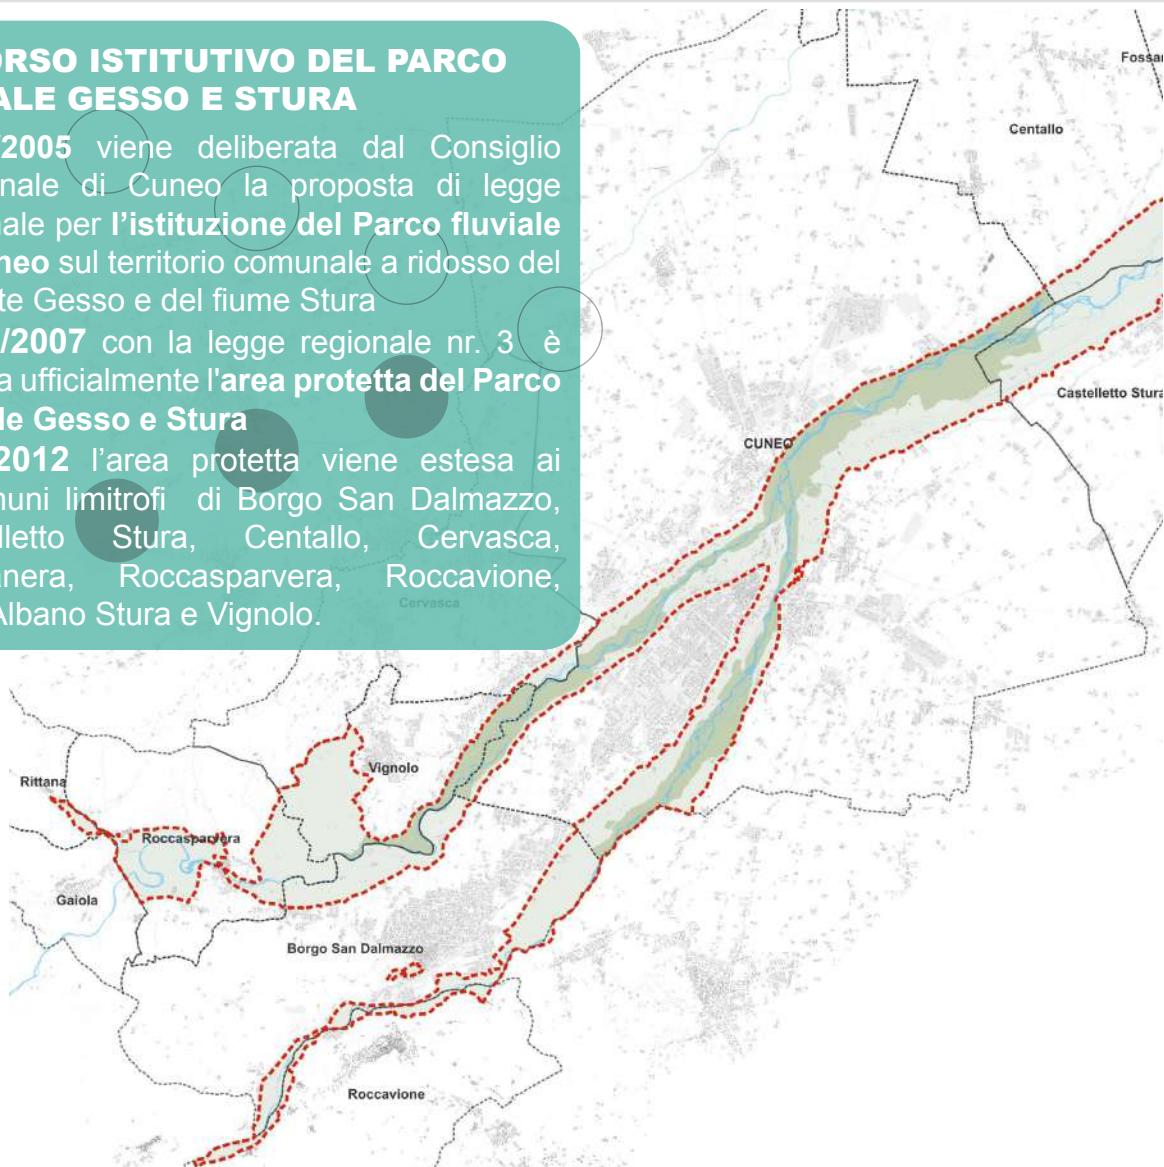 ORSO ISTITUTIVO DEL PARCO
ALE GESSO E STURA
/2005 viene deliberata dal Consiglio
nale di Cuneo la proposta di legge
nale per l’istituzione del Parco fluviale
neo sul territorio comunale a ridosso del
te Gesso e del fiume Stura
/2007 con la legge regionale nr. 3 è
a ufficialmente l'area protetta del Parco
le Gesso e Stura
2012 l’area protetta viene estesa ai
nuni limitrofi di Borgo San Dalmazzo,
lletto Stura, Centallo, Cervasca,
anera, Roccasparvera, Roccavione,
Albano Stura e Vignolo.
Fossan
Centallo
Castelletto Stura
CUNEO
Cervasca
Vignolo
Rittana
Roccasparvera
Gaiola
Borgo San Dalmazzo
Roccavione